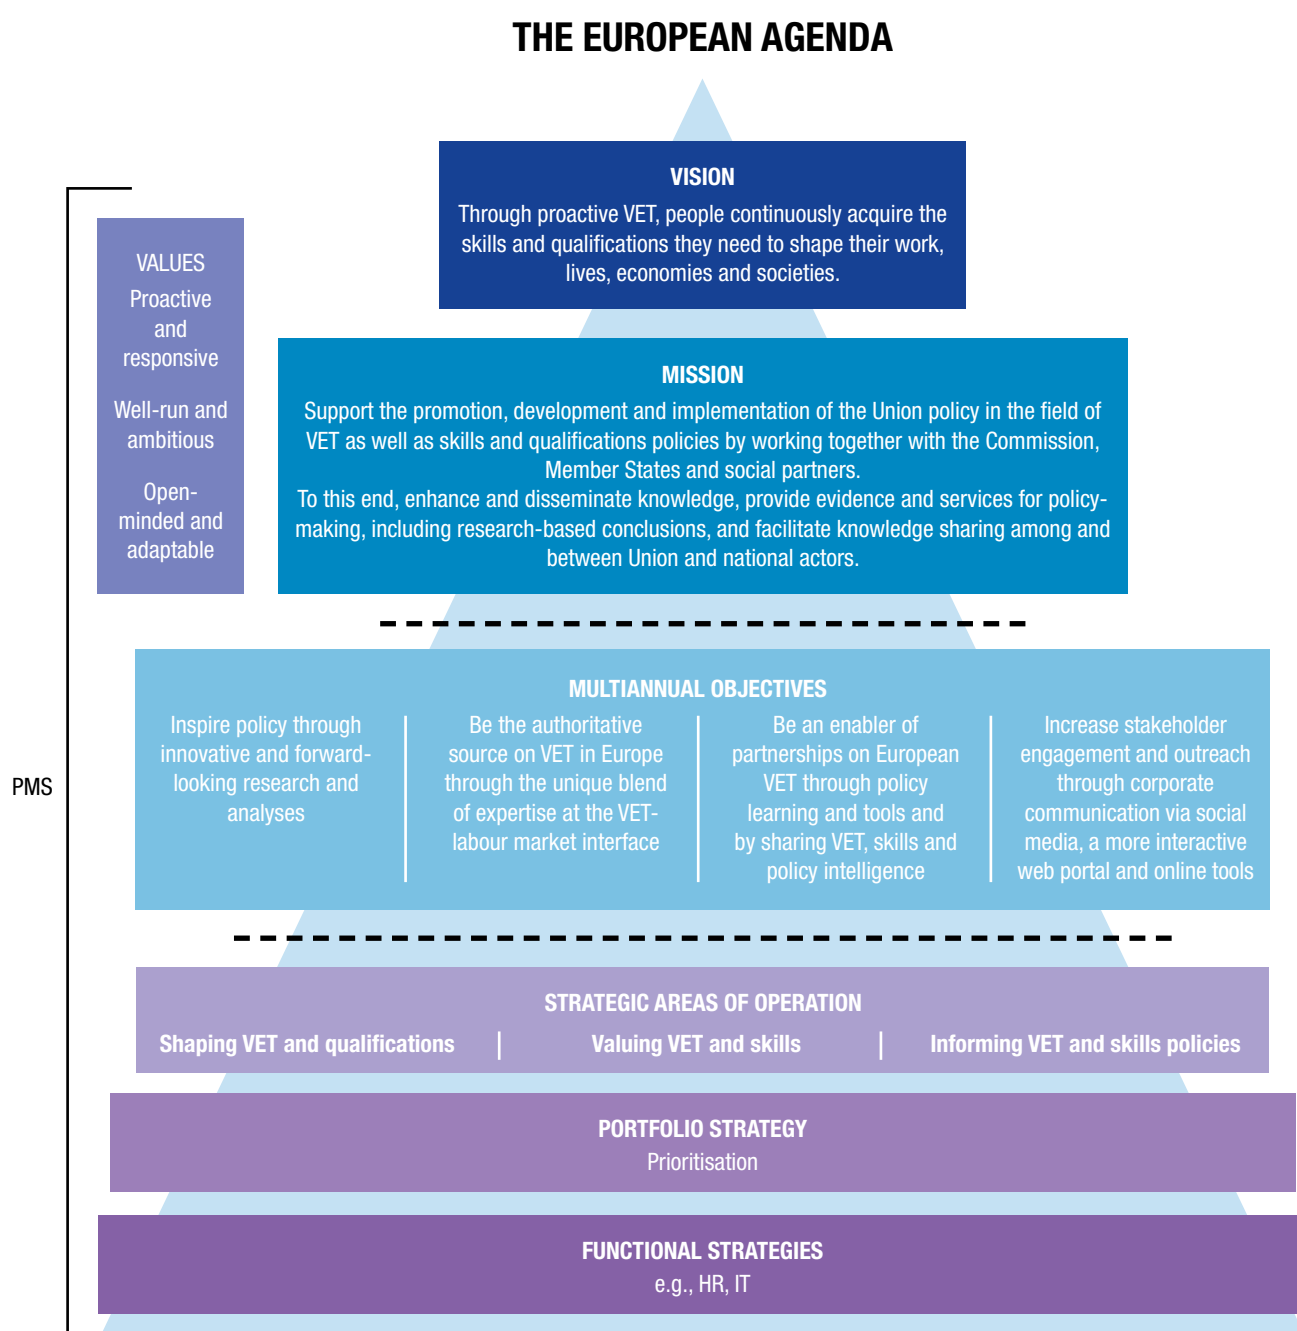 THE EUROPEAN AGENDA
VISION
Through proactive VET, people continuously acquire the
skills and qualifications they need to shape their work,
lives, economies and societies.
VALUES
Proactive
and
responsive
Well-run and
ambitious
Open-
minded and
adaptable
MISSION
Support the promotion, development and implementation of the Union policy in the field of
VET as well as skills and qualifications policies by working together with the Commission,
Member States and social partners.
To this end, enhance and disseminate knowledge, provide evidence and services for policy-
making, including research-based conclusions, and facilitate knowledge sharing among and
between Union and national actors.
PMS
MULTIANNUAL OBJECTIVES
Inspire policy through
innovative and forward-
looking research and
analyses
Be the authoritative
source on VET in Europe
through the unique blend
of expertise at the VET-
labour market interface
Be an enabler of
partnerships on European
VET through policy
learning and tools and
by sharing VET, skills and
policy intelligence
Increase stakeholder
engagement and outreach
through corporate
communication via social
media, a more interactive
web portal and online tools
STRATEGIC AREAS OF OPERATION
Shaping VET and qualifications
Valuing VET and skills
Informing VET and skills policies
PORTFOLIO STRATEGY
Prioritisation
FUNCTIONAL STRATEGIES
e.g., HR, IT